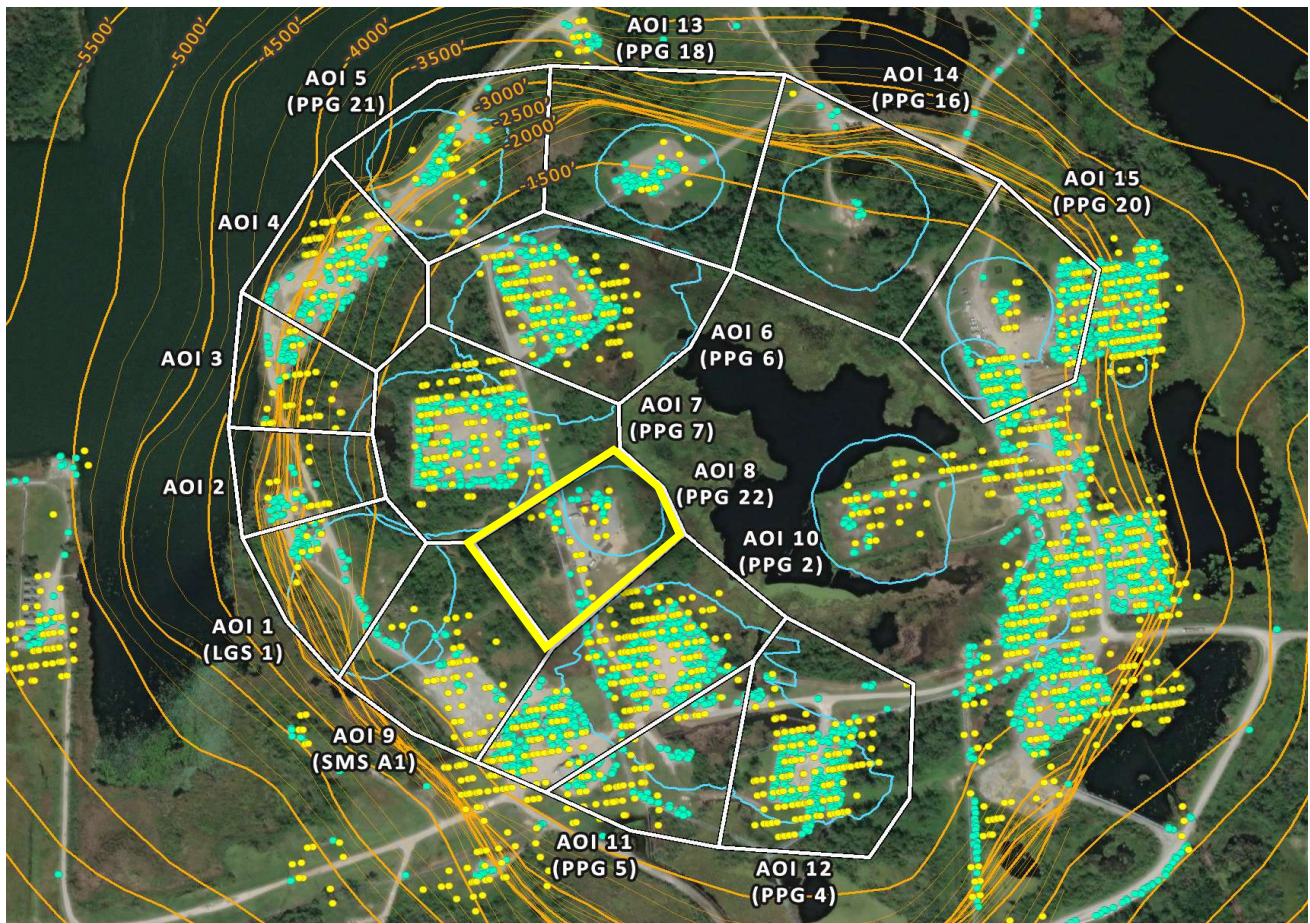 -5500'
-5000'
-4500'
-4000'
-3500'
-3000'
-2500'
-2000'
-1500'
AOI 13
(PPG 18)
AOI 5
(PPG 21)
AOI 14
(PPG 16)
AOI 15
(PPG 20)
AOI 4
AOI 3
AOI 6
(PPG 6)
AOI 7
(PPG 7)
AOI 2
AOI 8
(PPG 22)
AOI 10
(PPG 2)
AOI 1
(LGS 1)
AOI 9
(SMS A1)
AOI 11
(PPG 5)
AOI 12
(PPG 4)